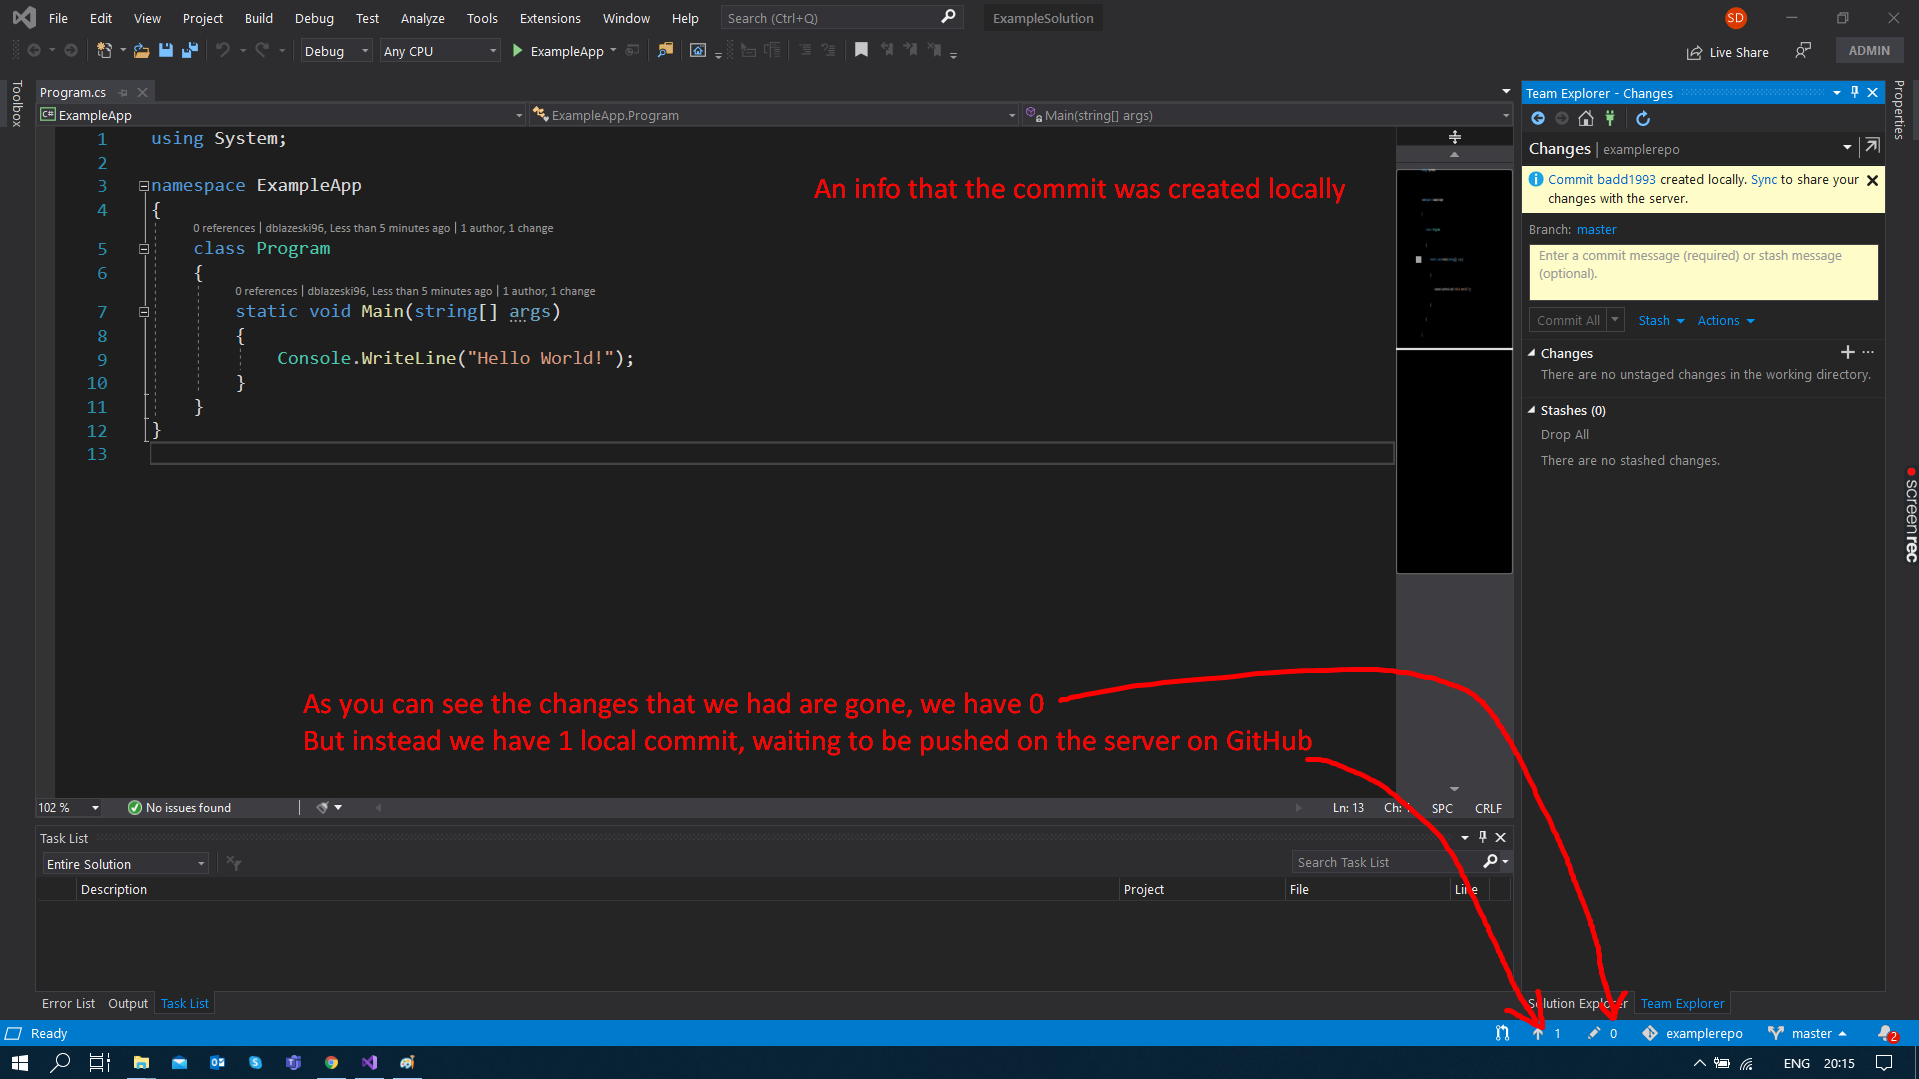 File Edit View Project Build Debug Test Analyze Tools Extensions Window Help Search (Ctrl+Q) ExampleSolution SD
Debug Any CPU ExampleApp Live Share ADMIN
Toolbox
Program.cs
C# ExampleApp ExampleApp.Program Main(string[] args)
1 using System;
2
3 namespace ExampleApp
4 {
0 references | dblazeski96, Less than 5 minutes ago | 1 author, 1 change
5 class Program
6 {
0 references | dblazeski96, Less than 5 minutes ago | 1 author, 1 change
7 static void Main(string[] args)
8 {
9 Console.WriteLine("Hello World!");
10 }
11 }
12 }
13
An info that the commit was created locally
As you can see the changes that we had are gone, we have 0
But instead we have 1 local commit, waiting to be pushed on the server on GitHub
102 % No issues found Ln: 13 SPC CRLF
Task List
Entire Solution Search Task List
Description Project File Line
Error List Output Task List
Team Explorer - Changes
Changes | examplerepo
Commit badd1993 created locally. Sync to share your
changes with the server.
Branch: master
Enter a commit message (required) or stash message
(optional).
Commit All Stash Actions
Changes
There are no unstaged changes in the working directory.
Stashes (0)
Drop All
There are no stashed changes.
Solution Explorer Team Explorer
Properties
screenrec
Ready 1 0 examplerepo master 2
ENG 20:15